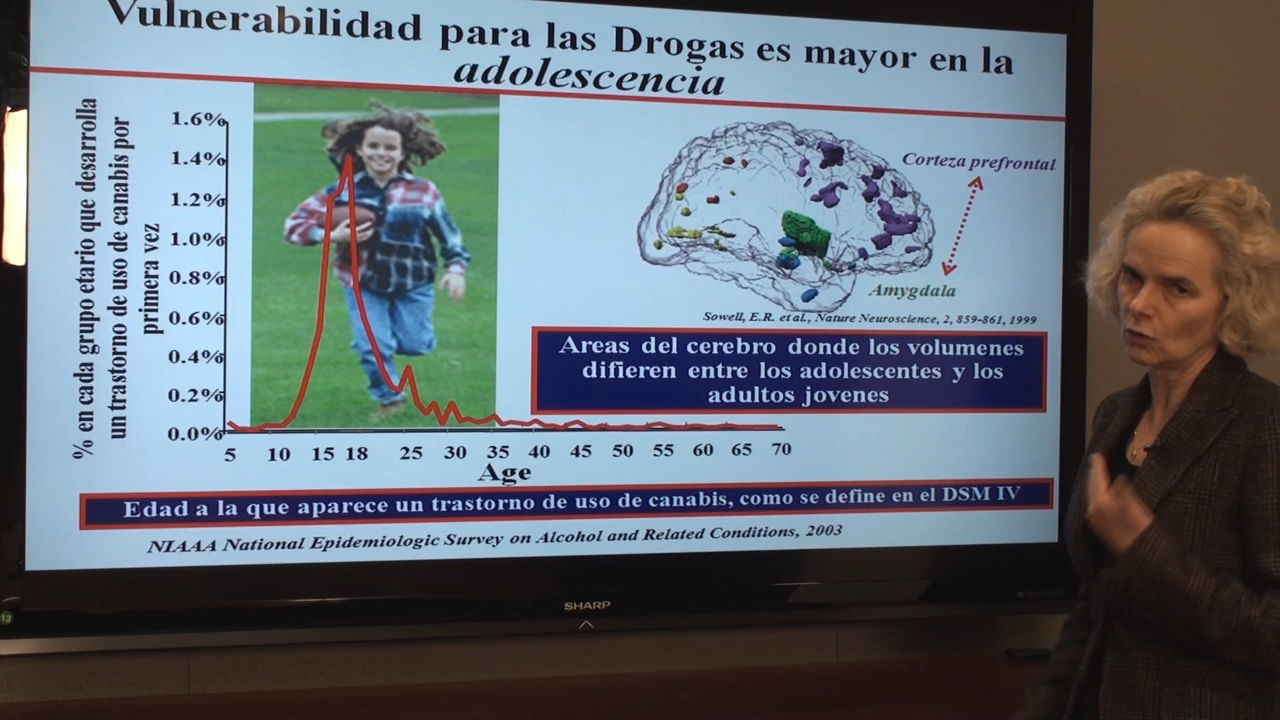 Vulnerabilidad para las Drogas es mayor en la
adolescencia
% en cada grupo etario que desarrolla
un trastorno de uso de canabis por
primera vez
1.6%
1.4%
1.2%
1.0%
0.8%
0.6%
0.4%
0.2%
0.0%
5 10 15 18 25 30 35 40 45 50 55 60 65 70
Age
Corteza prefrontal
Amygdala
Sowell, E.R. et al., Nature Neuroscience, 2, 859-861, 1999
Areas del cerebro donde los volumenes
difieren entre los adolescentes y los
adultos jovenes
Edad a la que aparece un trastorno de uso de canabis, como se define en el DSM IV
NIAAA National Epidemiologic Survey on Alcohol and Related Conditions, 2003
SHARP
13